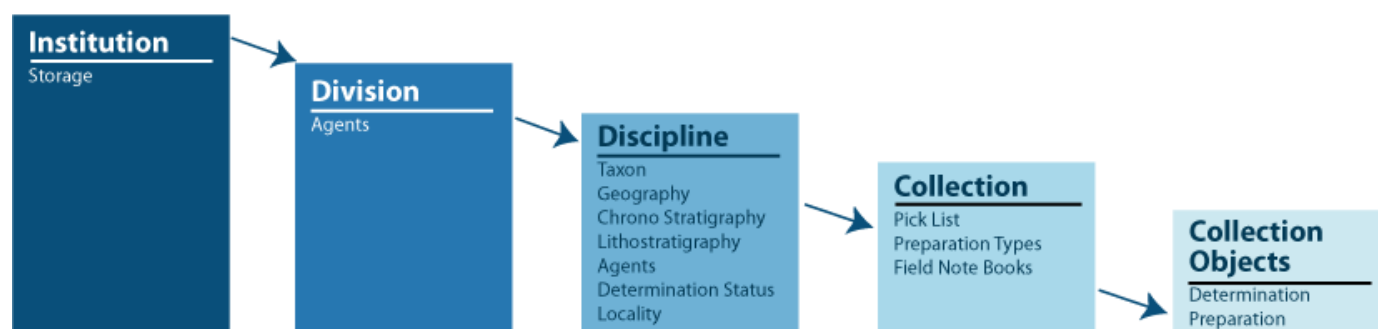 Institution
Storage
Division
Agents
Discipline
Taxon
Geography
Chrono Stratigraphy
Lithostratigraphy
Agents
Determination Status
Locality
Collection
Pick List
Preparation Types
Field Note Books
Collection
Objects
Determination
Preparation